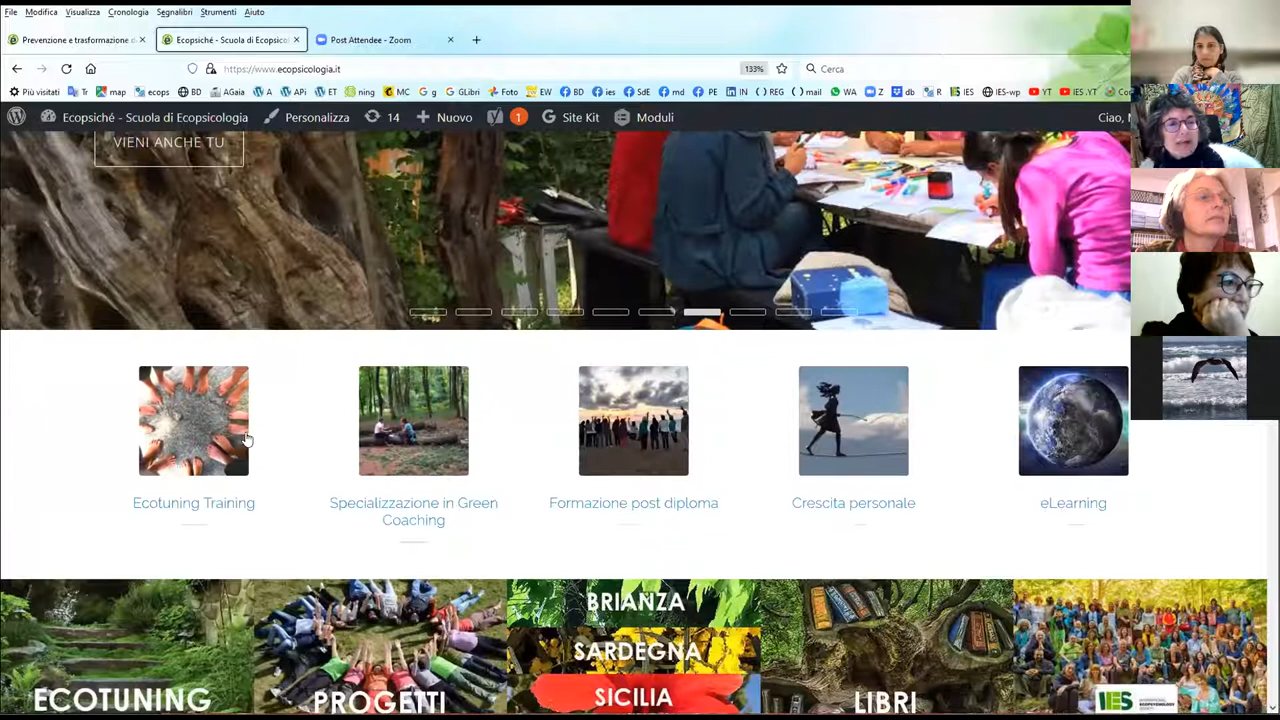 File Modifica Visualizza Cronologia Segnalibri Strumenti Aiuto
Prevenzione e trasformazione d
Ecopsiché - Scuola di Ecopsico
Post Attendee - Zoom
https://www.ecopsicologia.it
133%
Cerca
Più visitati Tr map ecops BD AGaia A APi ET ning MC G g GLibri Foto EW BD ies SdE md PE IN ( ) REG ( ) mail WA Z db R IES IES-wp YT YT .IES
Ecopsiché - Scuola di Ecopsicologia Personalizza 14 Nuovo 1 Site Kit Moduli Ciao,
VIENI ANCHE TU
Ecotuning Training
Specializzazione in Green
Coaching
Formazione post diploma
Crescita personale
eLearning
ECOTUNING
PROGETTI
BRIANZA
SARDEGNA
SICILIA
LIBRI
IES